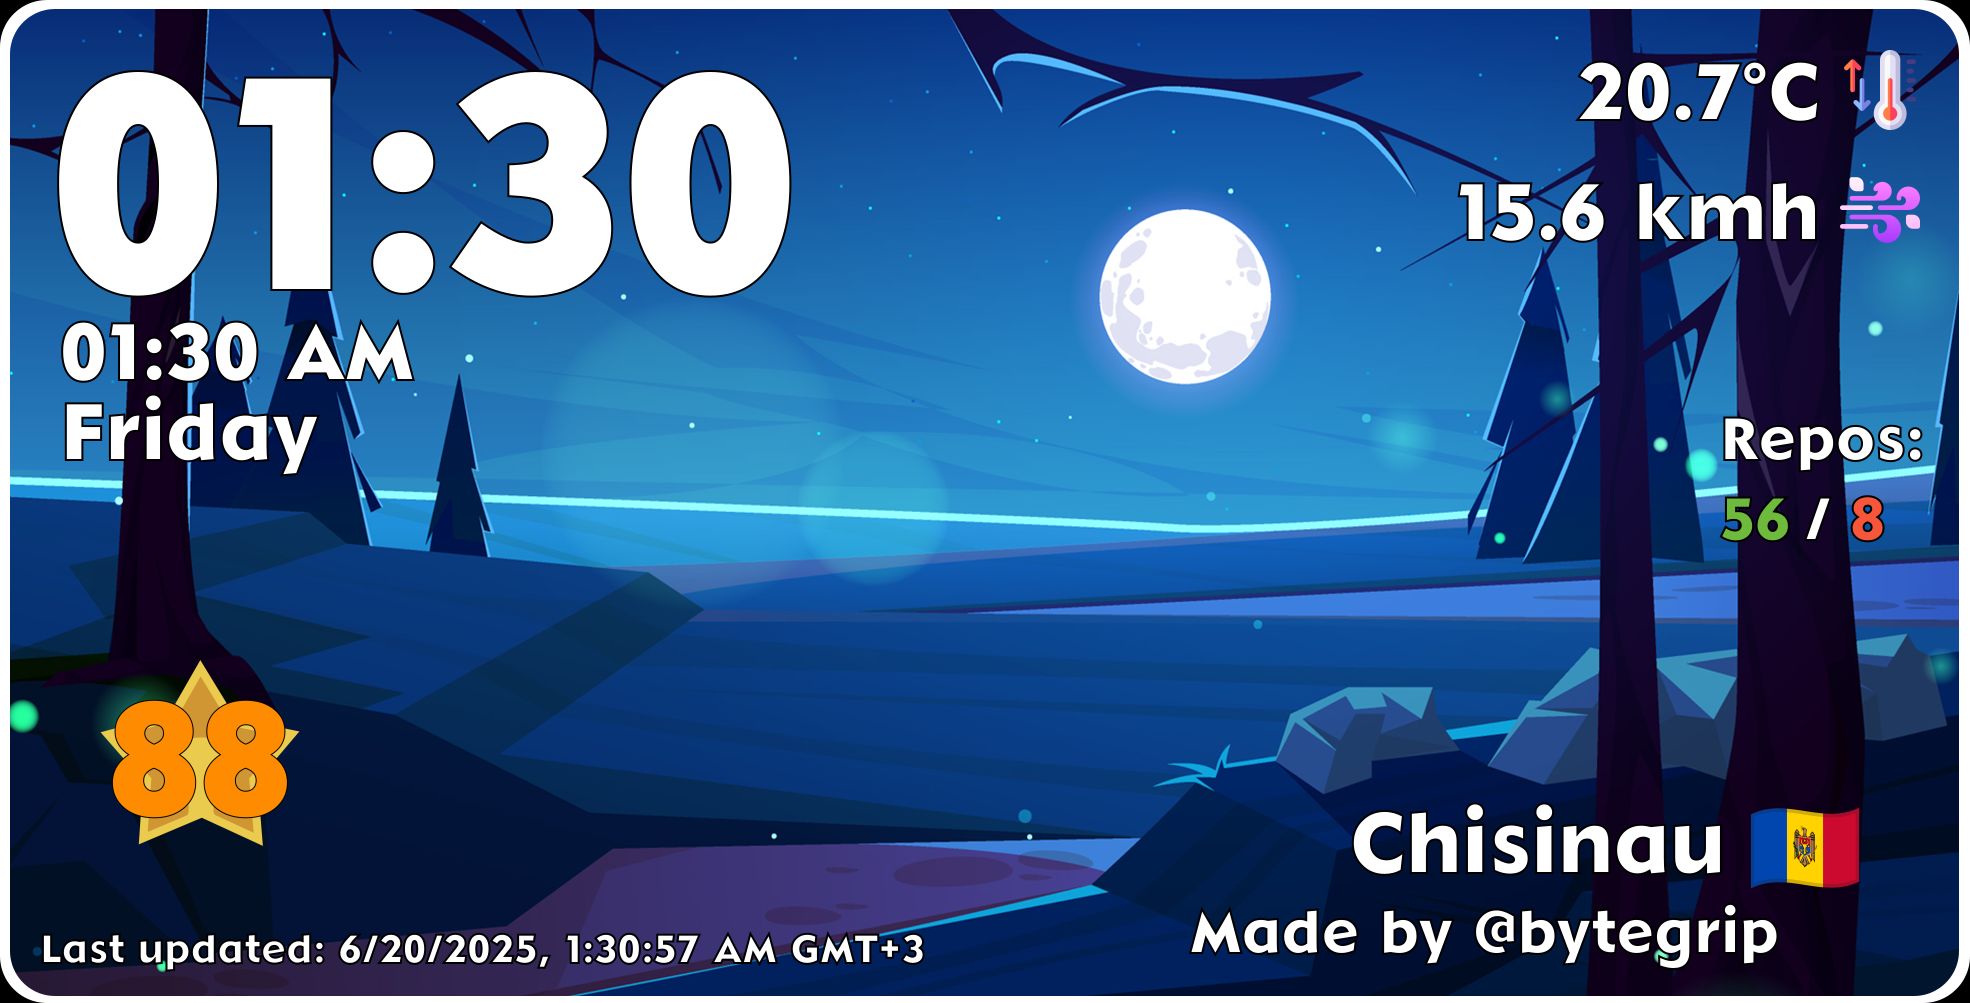 01:30
01:30 AM
Friday
20.7°C
15.6 kmh
Repos:
56 / 8
88
Chisinau
Made by @bytegrip
Last updated: 6/20/2025, 1:30:57 AM GMT+3